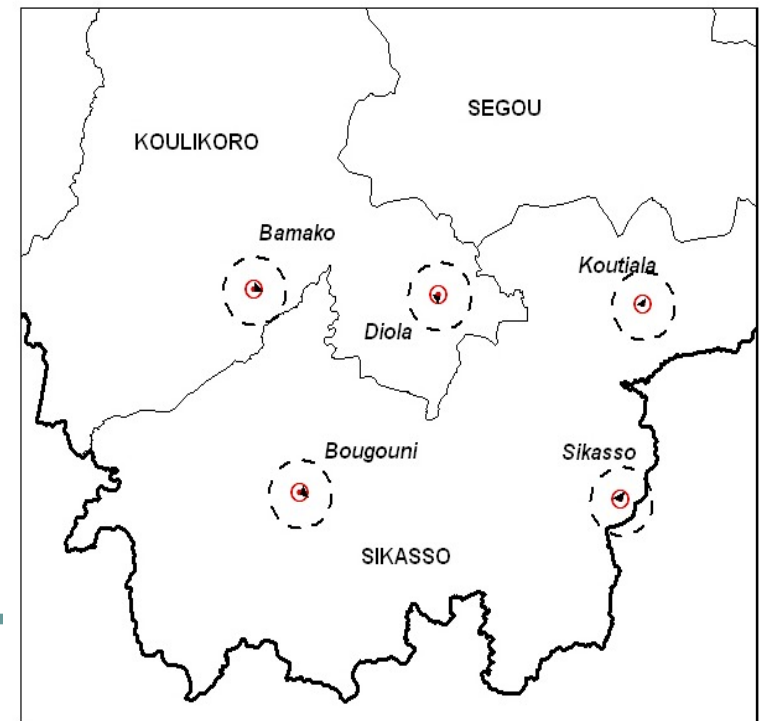 SEGOU
KOULIKORO
Bamako
Koutiala
Diola
Bougouni
Sikasso
SIKASSO